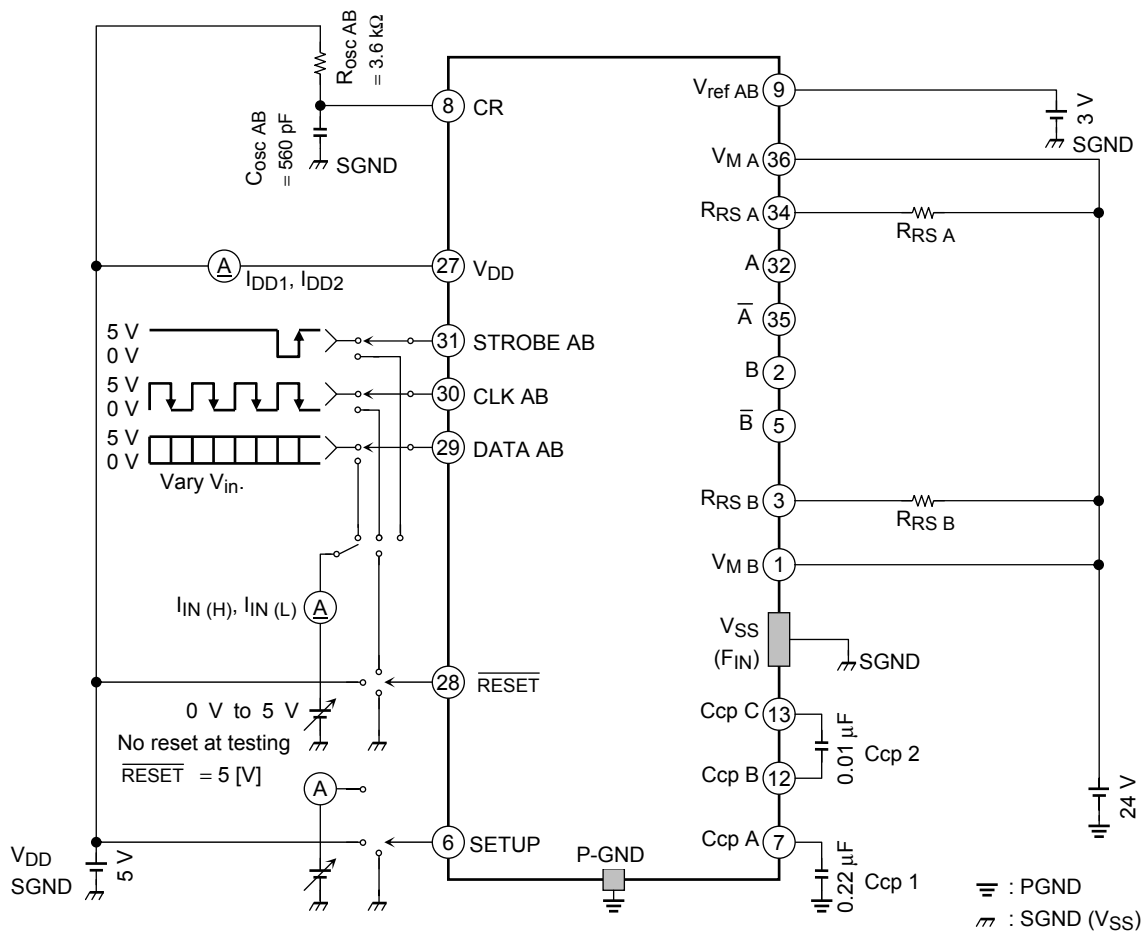 R_osc AB
= 3.6 kΩ
C_osc AB
= 560 pF
SGND
8 CR
V_ref AB 9
3 V
SGND
V_M A 36
R_RS A 34
R_RS A
A 32
A̅ 35
B 2
B̅ 5
R_RS B 3
R_RS B
V_M B 1
V_SS
(F_IN)
SGND
Ccp C 13
Ccp B 12
0.01 μF
Ccp 2
Ccp A 7
0.22 μF
Ccp 1
24 V
A
I_DD1, I_DD2
27 V_DD
5 V
0 V
31 STROBE AB
5 V
0 V
30 CLK AB
5 V
0 V
29 DATA AB
Vary V_in.
I_IN (H), I_IN (L)
A
28 R̅E̅S̅E̅T̅
0 V to 5 V
No reset at testing
R̅E̅S̅E̅T̅ = 5 [V]
A
6 SETUP
V_DD
SGND
5 V
P-GND
: PGND
: SGND (V_SS)